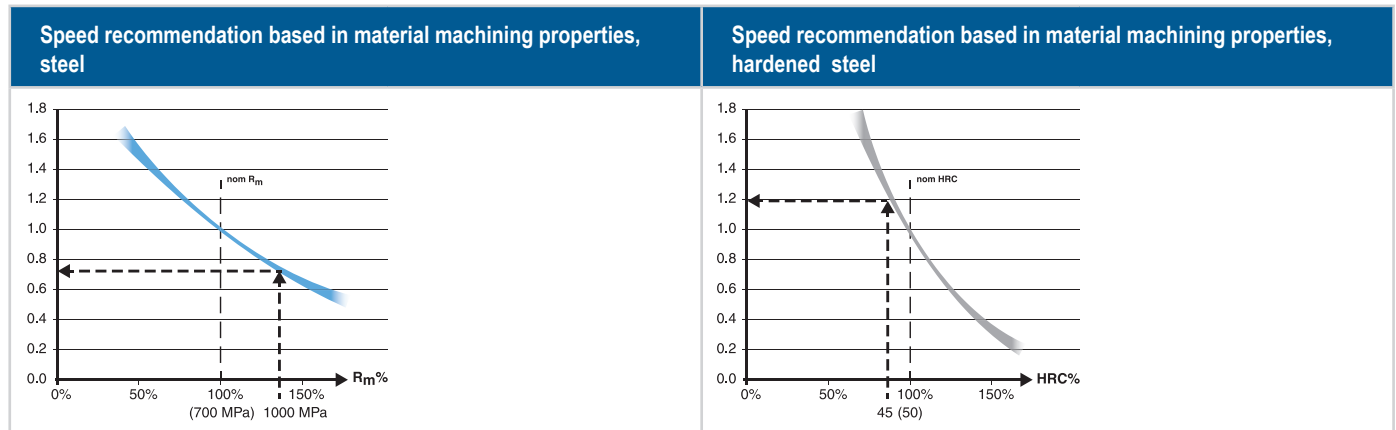 Speed recommendation based in material machining properties,
steel
1.8
1.6
1.4
1.2
1.0
0.8
0.6
0.4
0.2
0.0
nom Rm
Rm%
0% 50% 100% 150%
(700 MPa) 1000 MPa
Speed recommendation based in material machining properties,
hardened steel
1.8
1.6
1.4
1.2
1.0
0.8
0.6
0.4
0.2
0.0
nom HRC
HRC%
0% 50% 100% 150%
45 (50)